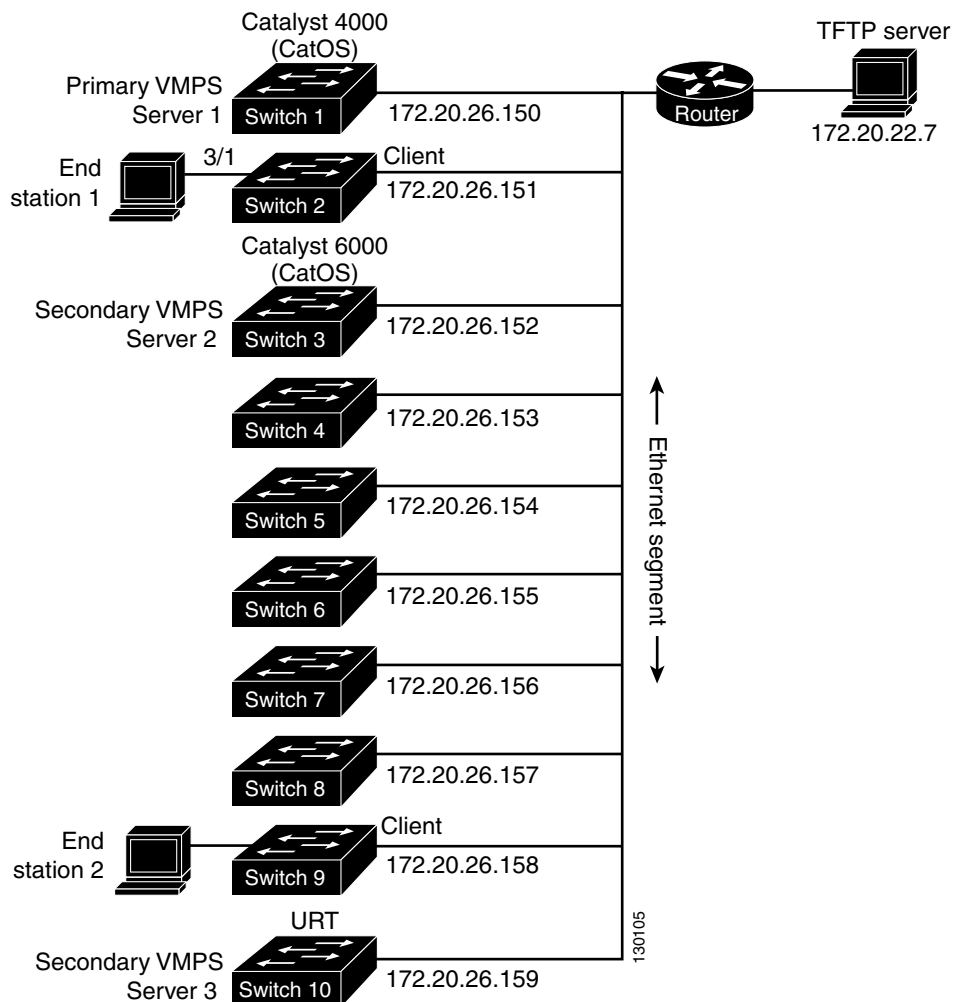 Catalyst 4000
(CatOS)
TFTP server
Primary VMPS
Server 1
Switch 1
172.20.26.150
Router
172.20.22.7
End
station 1
3/1
Client
Switch 2
172.20.26.151
Catalyst 6000
(CatOS)
Secondary VMPS
Server 2
Switch 3
172.20.26.152
Switch 4
172.20.26.153
Switch 5
172.20.26.154
Ethernet segment
Switch 6
172.20.26.155
Switch 7
172.20.26.156
Switch 8
172.20.26.157
End
station 2
Client
Switch 9
172.20.26.158
URT
130105
Secondary VMPS
Server 3
Switch 10
172.20.26.159